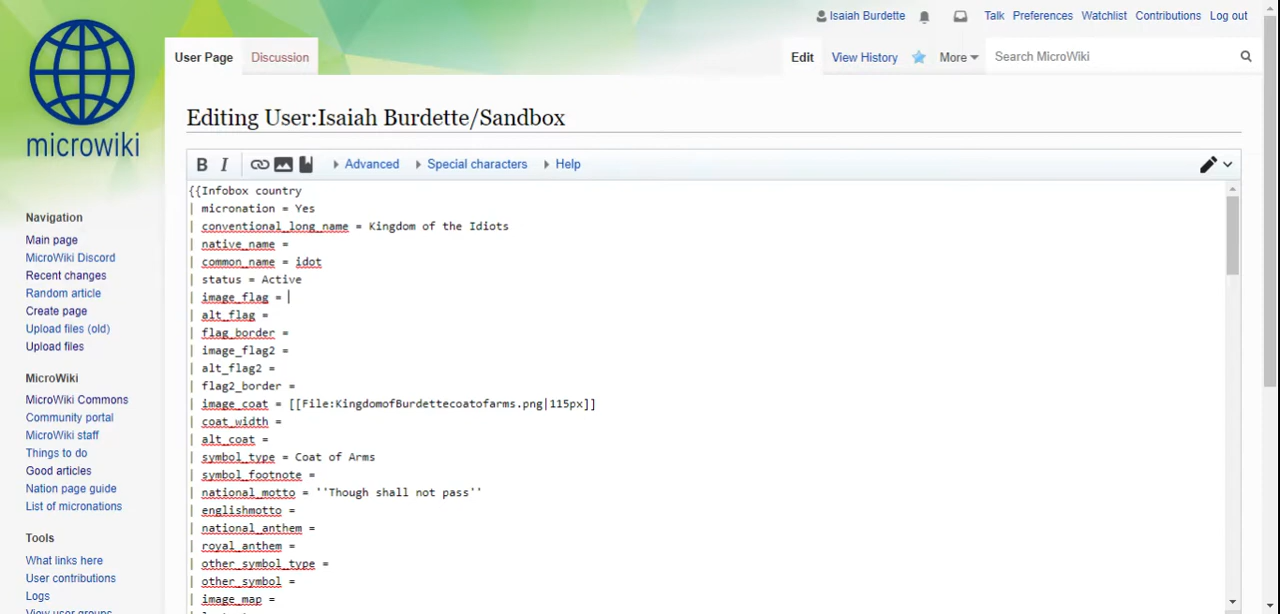 Isaiah Burdette Talk Preferences Watchlist Contributions Log out
User Page Discussion Edit View History More Search MicroWiki
microwiki
Editing User:Isaiah Burdette/Sandbox
B I Advanced Special characters Help
Navigation
Main page
MicroWiki Discord
Recent changes
Random article
Create page
Upload files (old)
Upload files
MicroWiki
MicroWiki Commons
Community portal
MicroWiki staff
Things to do
Good articles
Nation page guide
List of micronations
Tools
What links here
User contributions
Logs
View user groups
{{Infobox country
| micronation = Yes
| conventional_long_name = Kingdom of the Idiots
| native_name =
| common_name = idot
| status = Active
| image_flag =
| alt_flag =
| flag_border =
| image_flag2 =
| alt_flag2 =
| flag2_border =
| image_coat = [[File:KingdomofBurdettecoatofarms.png|115px]]
| coat_width =
| alt_coat =
| symbol_type = Coat of Arms
| symbol_footnote =
| national_motto = ''Though shall not pass''
| englishmotto =
| national_anthem =
| royal_anthem =
| other_symbol_type =
| other_symbol =
| image_map =